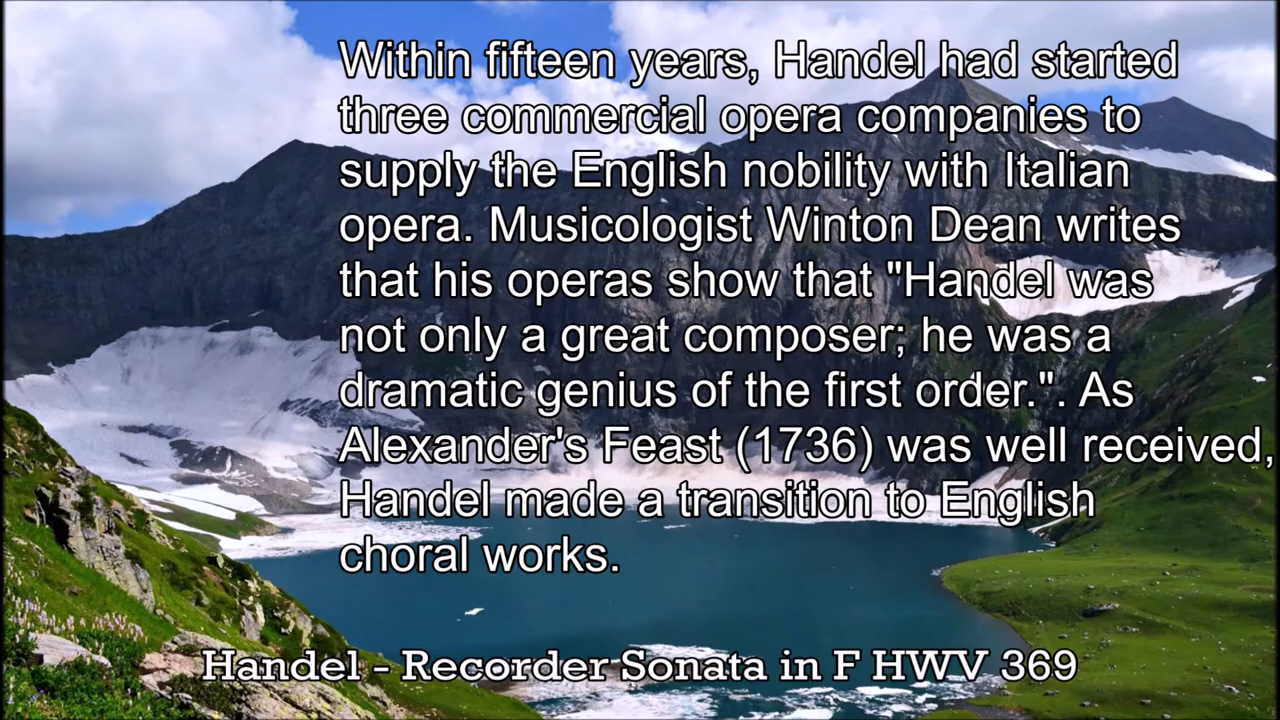 Within fifteen years, Handel had started
three commercial opera companies to
supply the English nobility with Italian
opera. Musicologist Winton Dean writes
that his operas show that "Handel was
not only a great composer; he was a
dramatic genius of the first order.". As
Alexander's Feast (1736) was well received,
Handel made a transition to English
choral works.
Handel - Recorder Sonata in F HWV 369